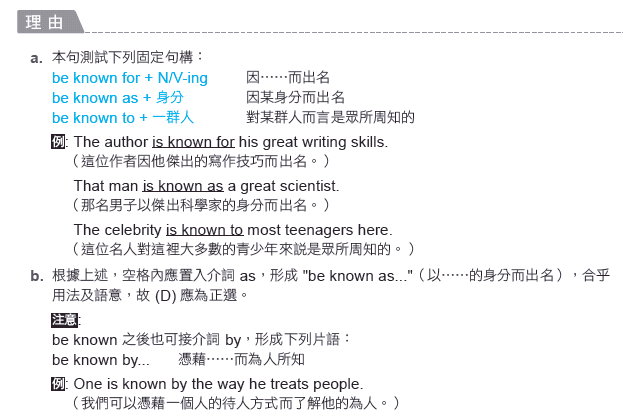 理由
a. 本句測試下列固定句構：
be known for + N/V-ing 因……而出名
be known as + 身分 因某身分而出名
be known to + 一群人 對某群人而言是眾所周知的
例: The author is known for his great writing skills.
（這位作者因他傑出的寫作技巧而出名。）
That man is known as a great scientist.
（那名男子以傑出科學家的身分而出名。）
The celebrity is known to most teenagers here.
（這位名人對這裡大多數的青少年來說是眾所周知的。）
b. 根據上述，空格內應置入介詞 as，形成 "be known as..."（以……的身分而出名），合乎
用法及語意，故 (D) 應為正選。
注意:
be known 之後也可接介詞 by，形成下列片語：
be known by... 憑藉……而為人所知
例: One is known by the way he treats people.
（我們可以憑藉一個人的待人方式而了解他的為人。）